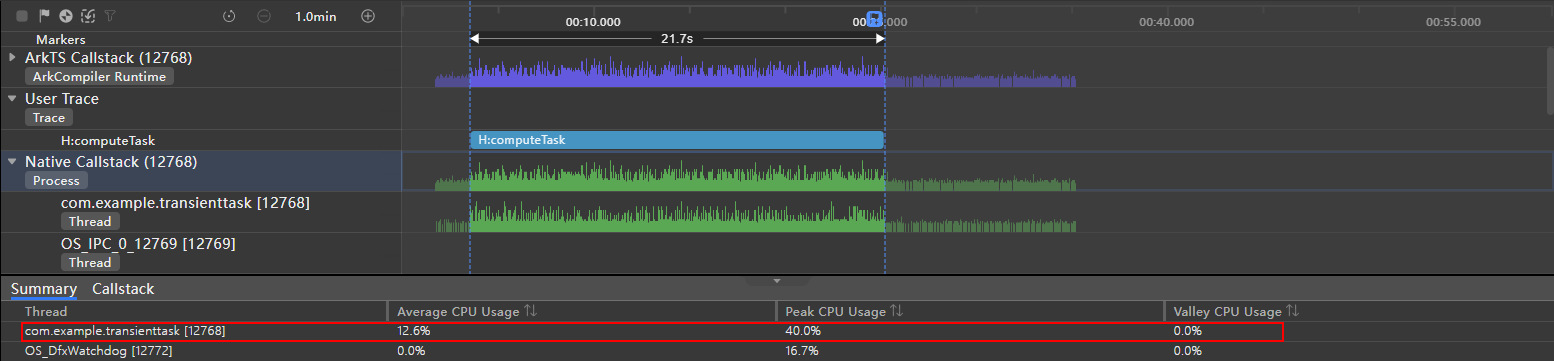 1.0min 00:10.000 00:40.000 00:55.000
Markers 21.7s
ArkTS Callstack (12768)
ArkCompiler Runtime
User Trace
Trace
H:computeTask H:computeTask
Native Callstack (12768)
Process
com.example.transienttask [12768]
Thread
OS_IPC_0_12769 [12769]
Thread
Summary Callstack
Thread Average CPU Usage Peak CPU Usage Valley CPU Usage
com.example.transienttask [12768] 12.6% 40.0% 0.0%
OS_DfxWatchdog [12772] 0.0% 16.7% 0.0%